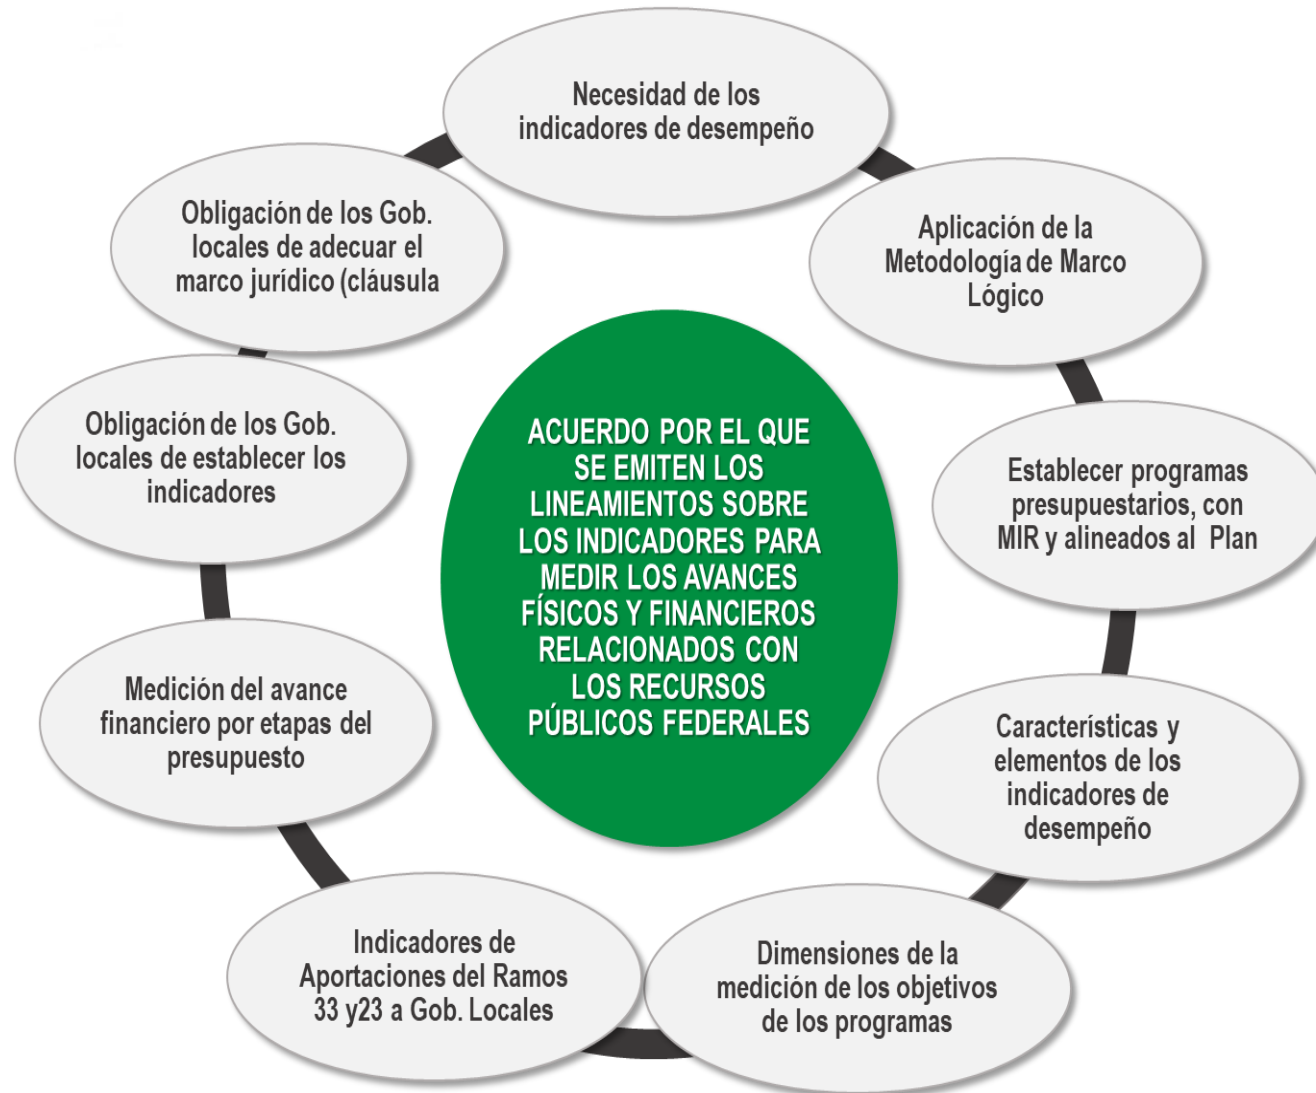 Necesidad de los
indicadores de desempeño
Aplicación de la
Metodología de Marco
Lógico
Establecer programas
presupuestarios, con
MIR y alineados al Plan
Características y
elementos de los
indicadores de
desempeño
Dimensiones de la
medición de los objetivos
de los programas
Indicadores de
Aportaciones del Ramos
33 y23 a Gob. Locales
Medición del avance
financiero por etapas del
presupuesto
Obligación de los Gob.
locales de establecer los
indicadores
Obligación de los Gob.
locales de adecuar el
marco jurídico (cláusula
ACUERDO POR EL QUE
SE EMITEN LOS
LINEAMIENTOS SOBRE
LOS INDICADORES PARA
MEDIR LOS AVANCES
FÍSICOS Y FINANCIEROS
RELACIONADOS CON
LOS RECURSOS
PÚBLICOS FEDERALES